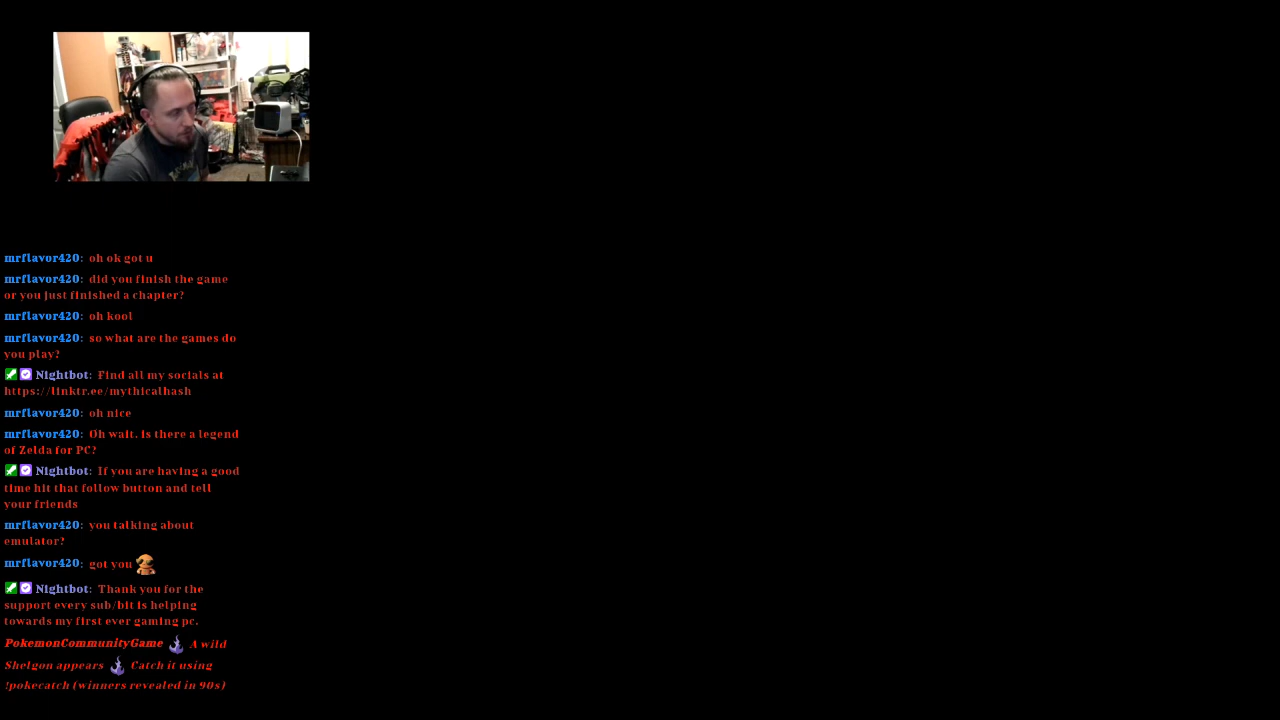 mrflavor420: oh ok got u
mrflavor420: did you finish the game
or you just finished a chapter?
mrflavor420: oh kool
mrflavor420: so what are the games do
you play?
Nightbot: Find all my socials at
https://linktr.ee/mythicalhash
mrflavor420: oh nice
mrflavor420: Oh wait. is there a legend
of Zelda for PC?
Nightbot: If you are having a good
time hit that follow button and tell
your friends
mrflavor420: you talking about
emulator?
mrflavor420: got you
Nightbot: Thank you for the
support every sub/bit is helping
towards my first ever gaming pc.
PokemonCommunityGame A wild
Shelgon appears Catch it using
!pokecatch (winners revealed in 90s)